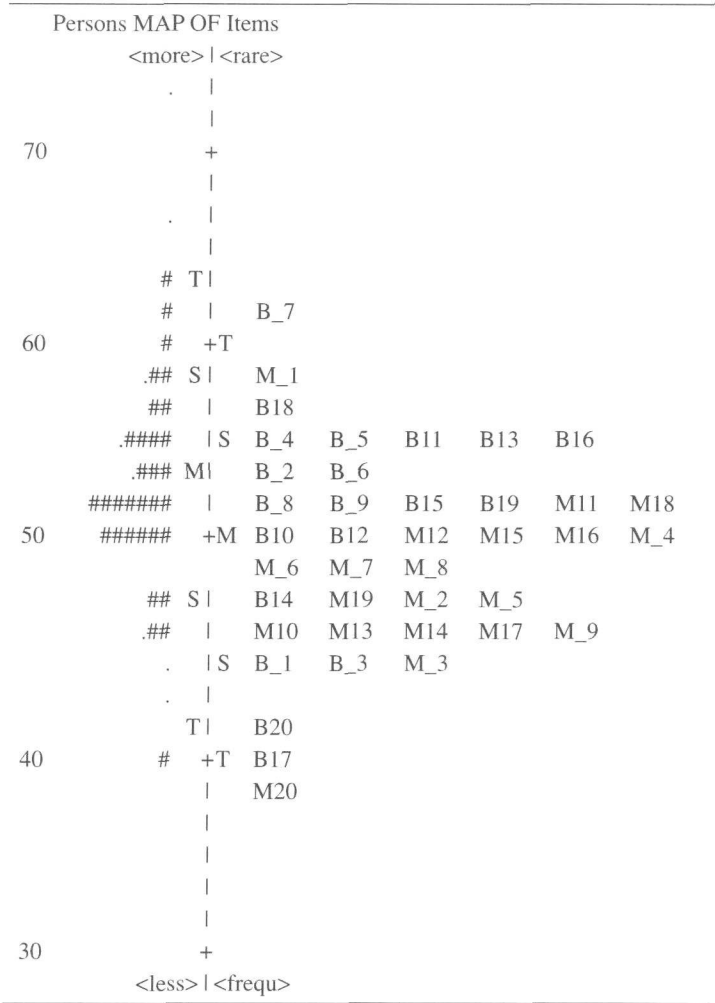 Persons MAP OF Items
<more> | <rare>
. |
|
70 +
|
. |
|
# T |
# | B_7
60 # +T
.## S | M_1
## | B18
.#### | S B_4 B_5 B11 B13 B16
.### M| B_2 B_6
####### | B_8 B_9 B15 B19 M11 M18
50 ###### +M B10 B12 M12 M15 M16 M_4
M_6 M_7 M_8
## S | B14 M19 M_2 M_5
.## | M10 M13 M14 M17 M_9
. | S B_1 B_3 M_3
. |
T | B20
40 # +T B17
| M20
|
|
|
|
30 +
<less> | <frequ>